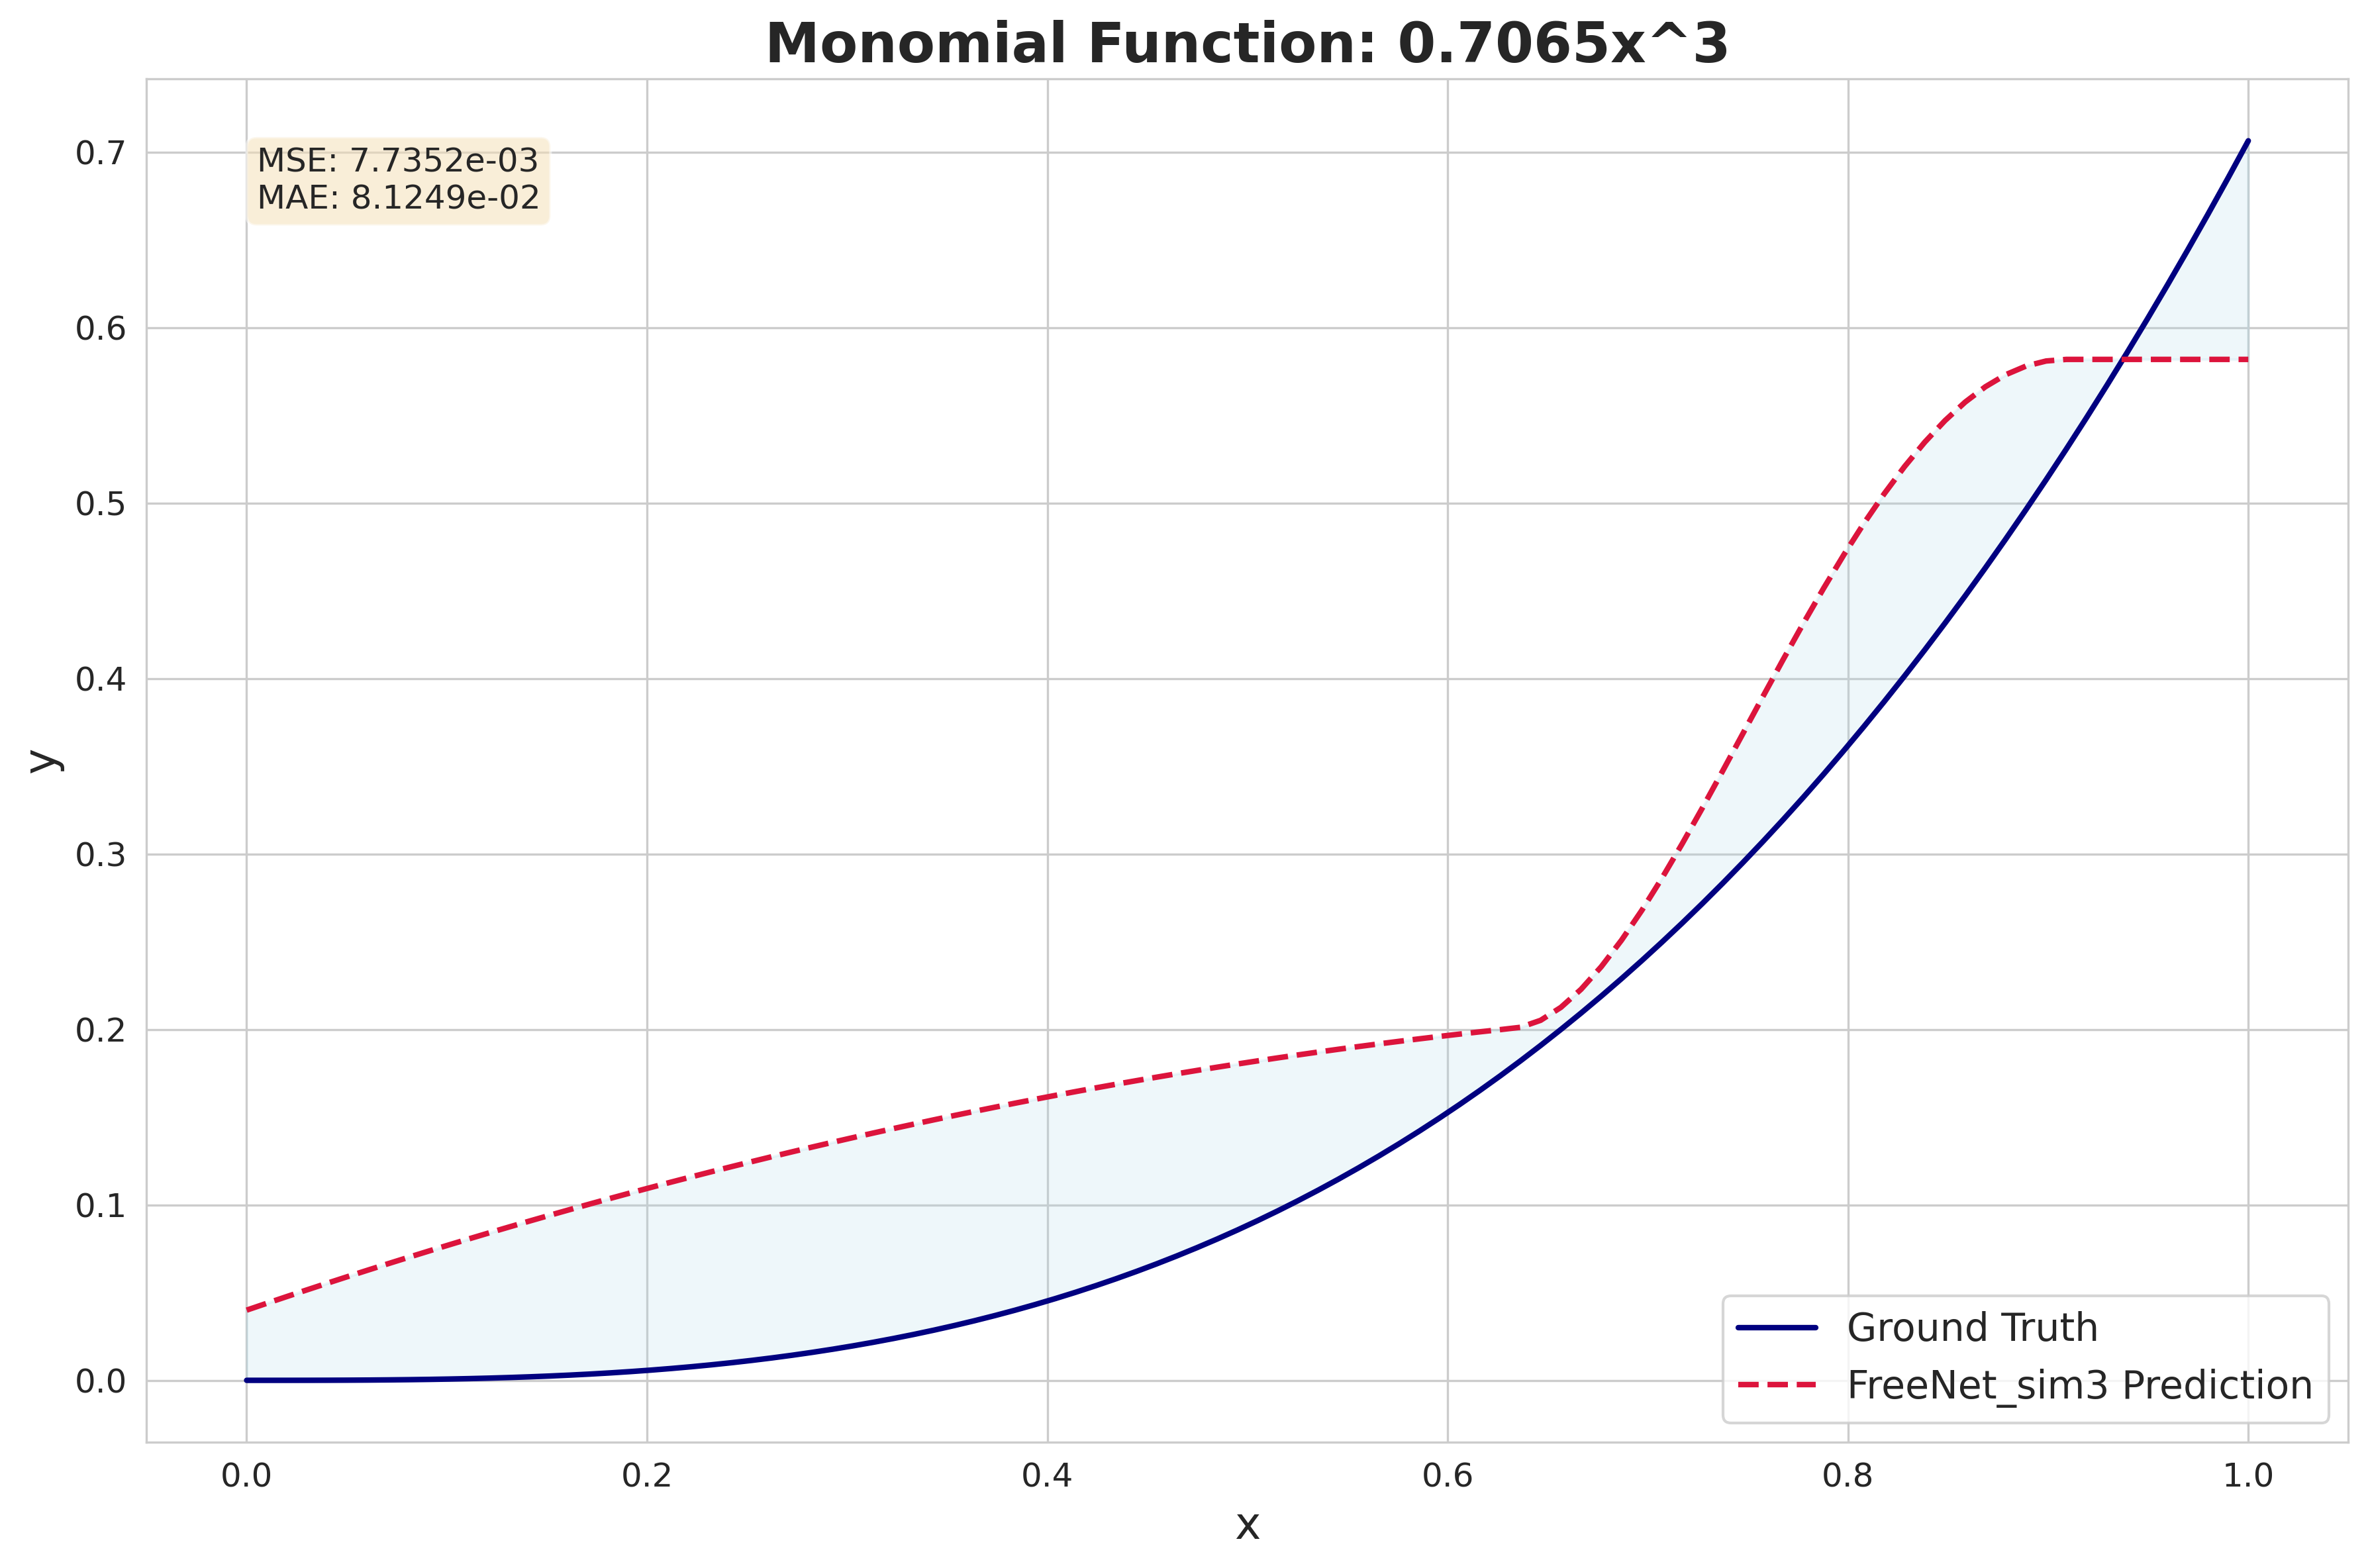 Monomial Function: 0.7065x^3
MSE: 7.7352e-03
MAE: 8.1249e-02
0.7
0.6
0.5
0.4
0.3
0.2
0.1
0.0
y
Ground Truth
FreeNet_sim3 Prediction
0.0 0.2 0.4 0.6 0.8 1.0
x